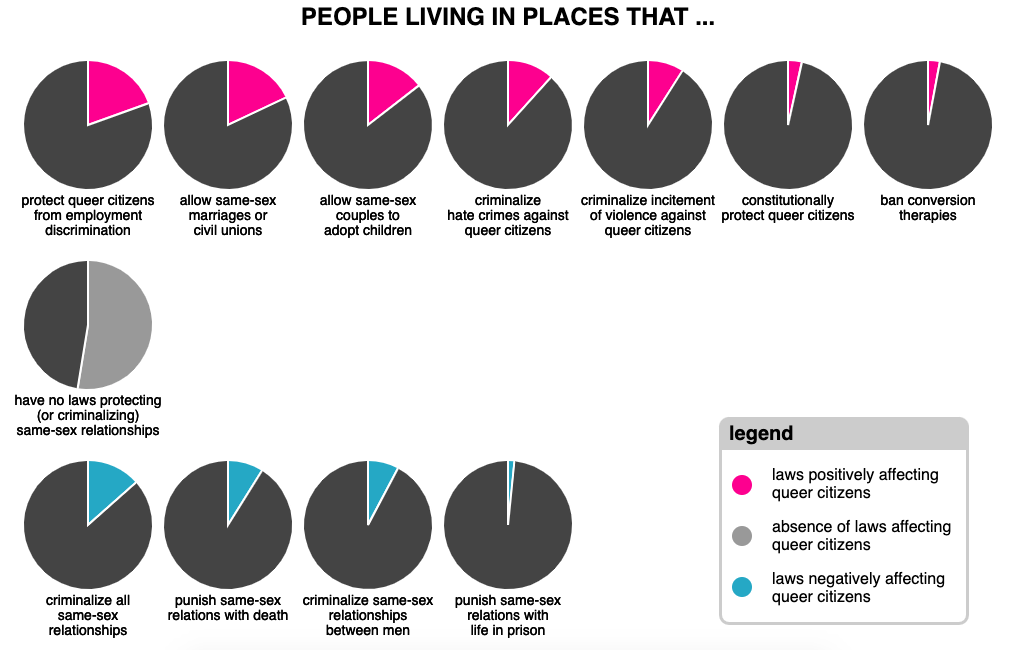 PEOPLE LIVING IN PLACES THAT ...
protect queer citizens
from employment
discrimination
allow same-sex
marriages or
civil unions
allow same-sex
couples to
adopt children
criminalize
hate crimes against
queer citizens
criminalize incitement
of violence against
queer citizens
constitutionally
protect queer citizens
ban conversion
therapies
have no laws protecting
(or criminalizing)
same-sex relationships
criminalize all
same-sex
relationships
punish same-sex
relations with death
criminalize same-sex
relationships
between men
punish same-sex
relations with
life in prison
legend
laws positively affecting
queer citizens
absence of laws affecting
queer citizens
laws negatively affecting
queer citizens